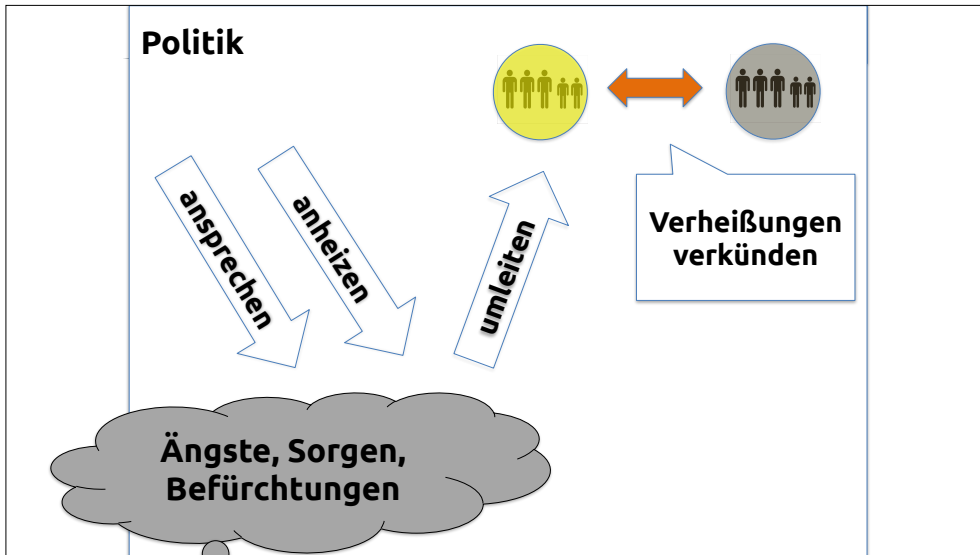 Politik
ansprechen
anheizen
umleiten
Verheißungen
verkünden
Ängste, Sorgen,
Befürchtungen